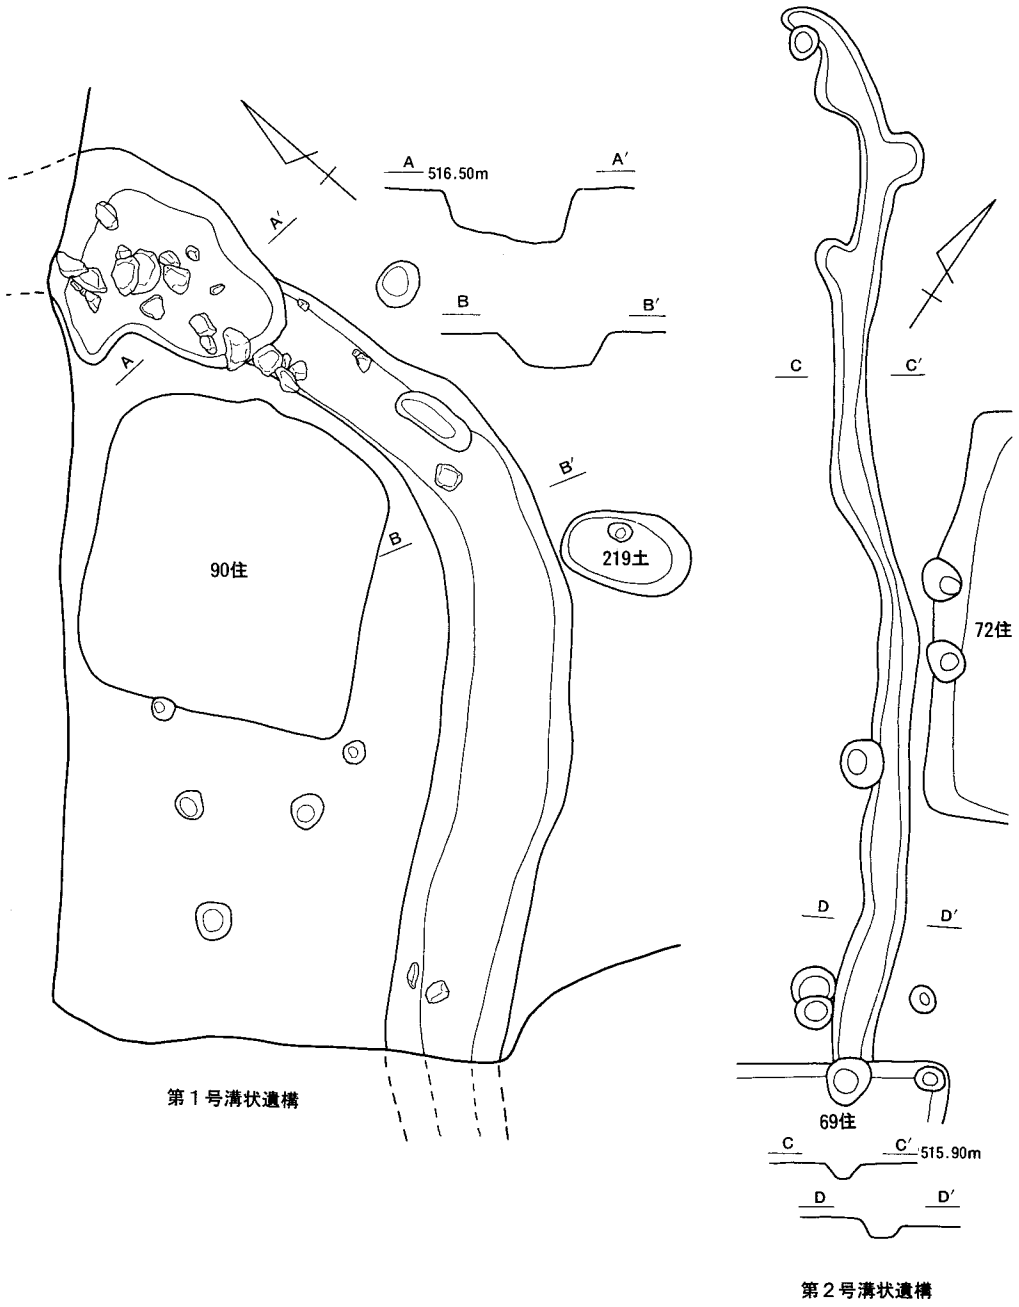 A 516.50m A′
A′
B B′
A
C C′
B′
B
219土
90住
72住
D D′
第1号溝状遺構
69住
C C′ 515.90m
D D′
第2号溝状遺構